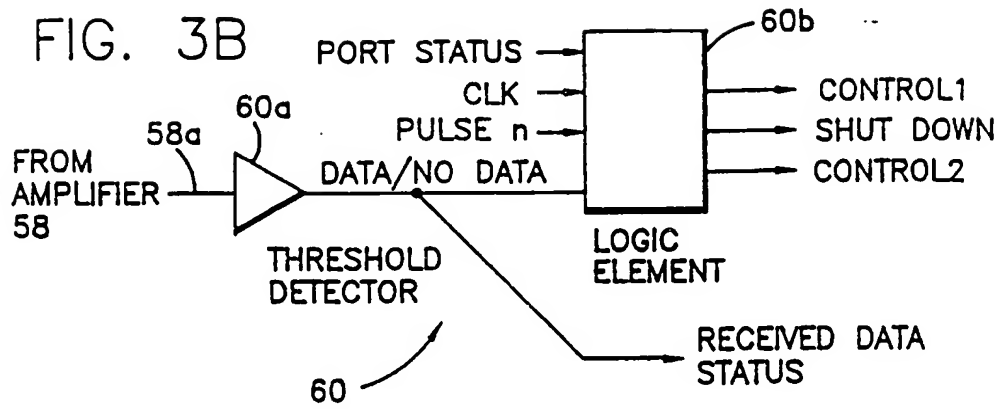 FIG. 3B
60b
PORT STATUS
CLK
PULSE n
CONTROL1
SHUT DOWN
CONTROL2
60a
58a
FROM
AMPLIFIER
58
DATA/NO DATA
THRESHOLD
DETECTOR
LOGIC
ELEMENT
RECEIVED DATA
STATUS
60